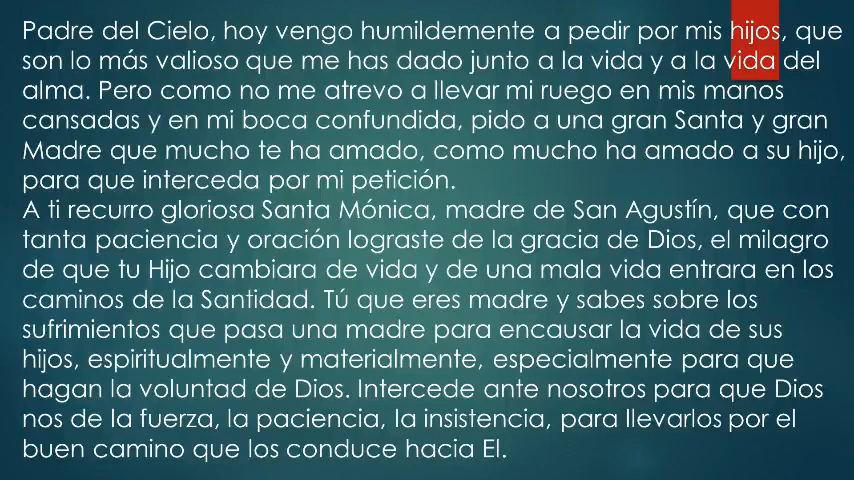 Padre del Cielo, hoy vengo humildemente a pedir por mis hijos, que
son lo más valioso que me has dado junto a la vida y a la vida del
alma. Pero como no me atrevo a llevar mi ruego en mis manos
cansadas y en mi boca confundida, pido a una gran Santa y gran
Madre que mucho te ha amado, como mucho ha amado a su hijo,
para que interceda por mi petición.
A ti recurro gloriosa Santa Mónica, madre de San Agustín, que con
tanta paciencia y oración lograste de la gracia de Dios, el milagro
de que tu Hijo cambiara de vida y de una mala vida entrara en los
caminos de la Santidad. Tú que eres madre y sabes sobre los
sufrimientos que pasa una madre para encausar la vida de sus
hijos, espiritualmente y materialmente, especialmente para que
hagan la voluntad de Dios. Intercede ante nosotros para que Dios
nos de la fuerza, la paciencia, la insistencia, para llevarlos por el
buen camino que los conduce hacia El.